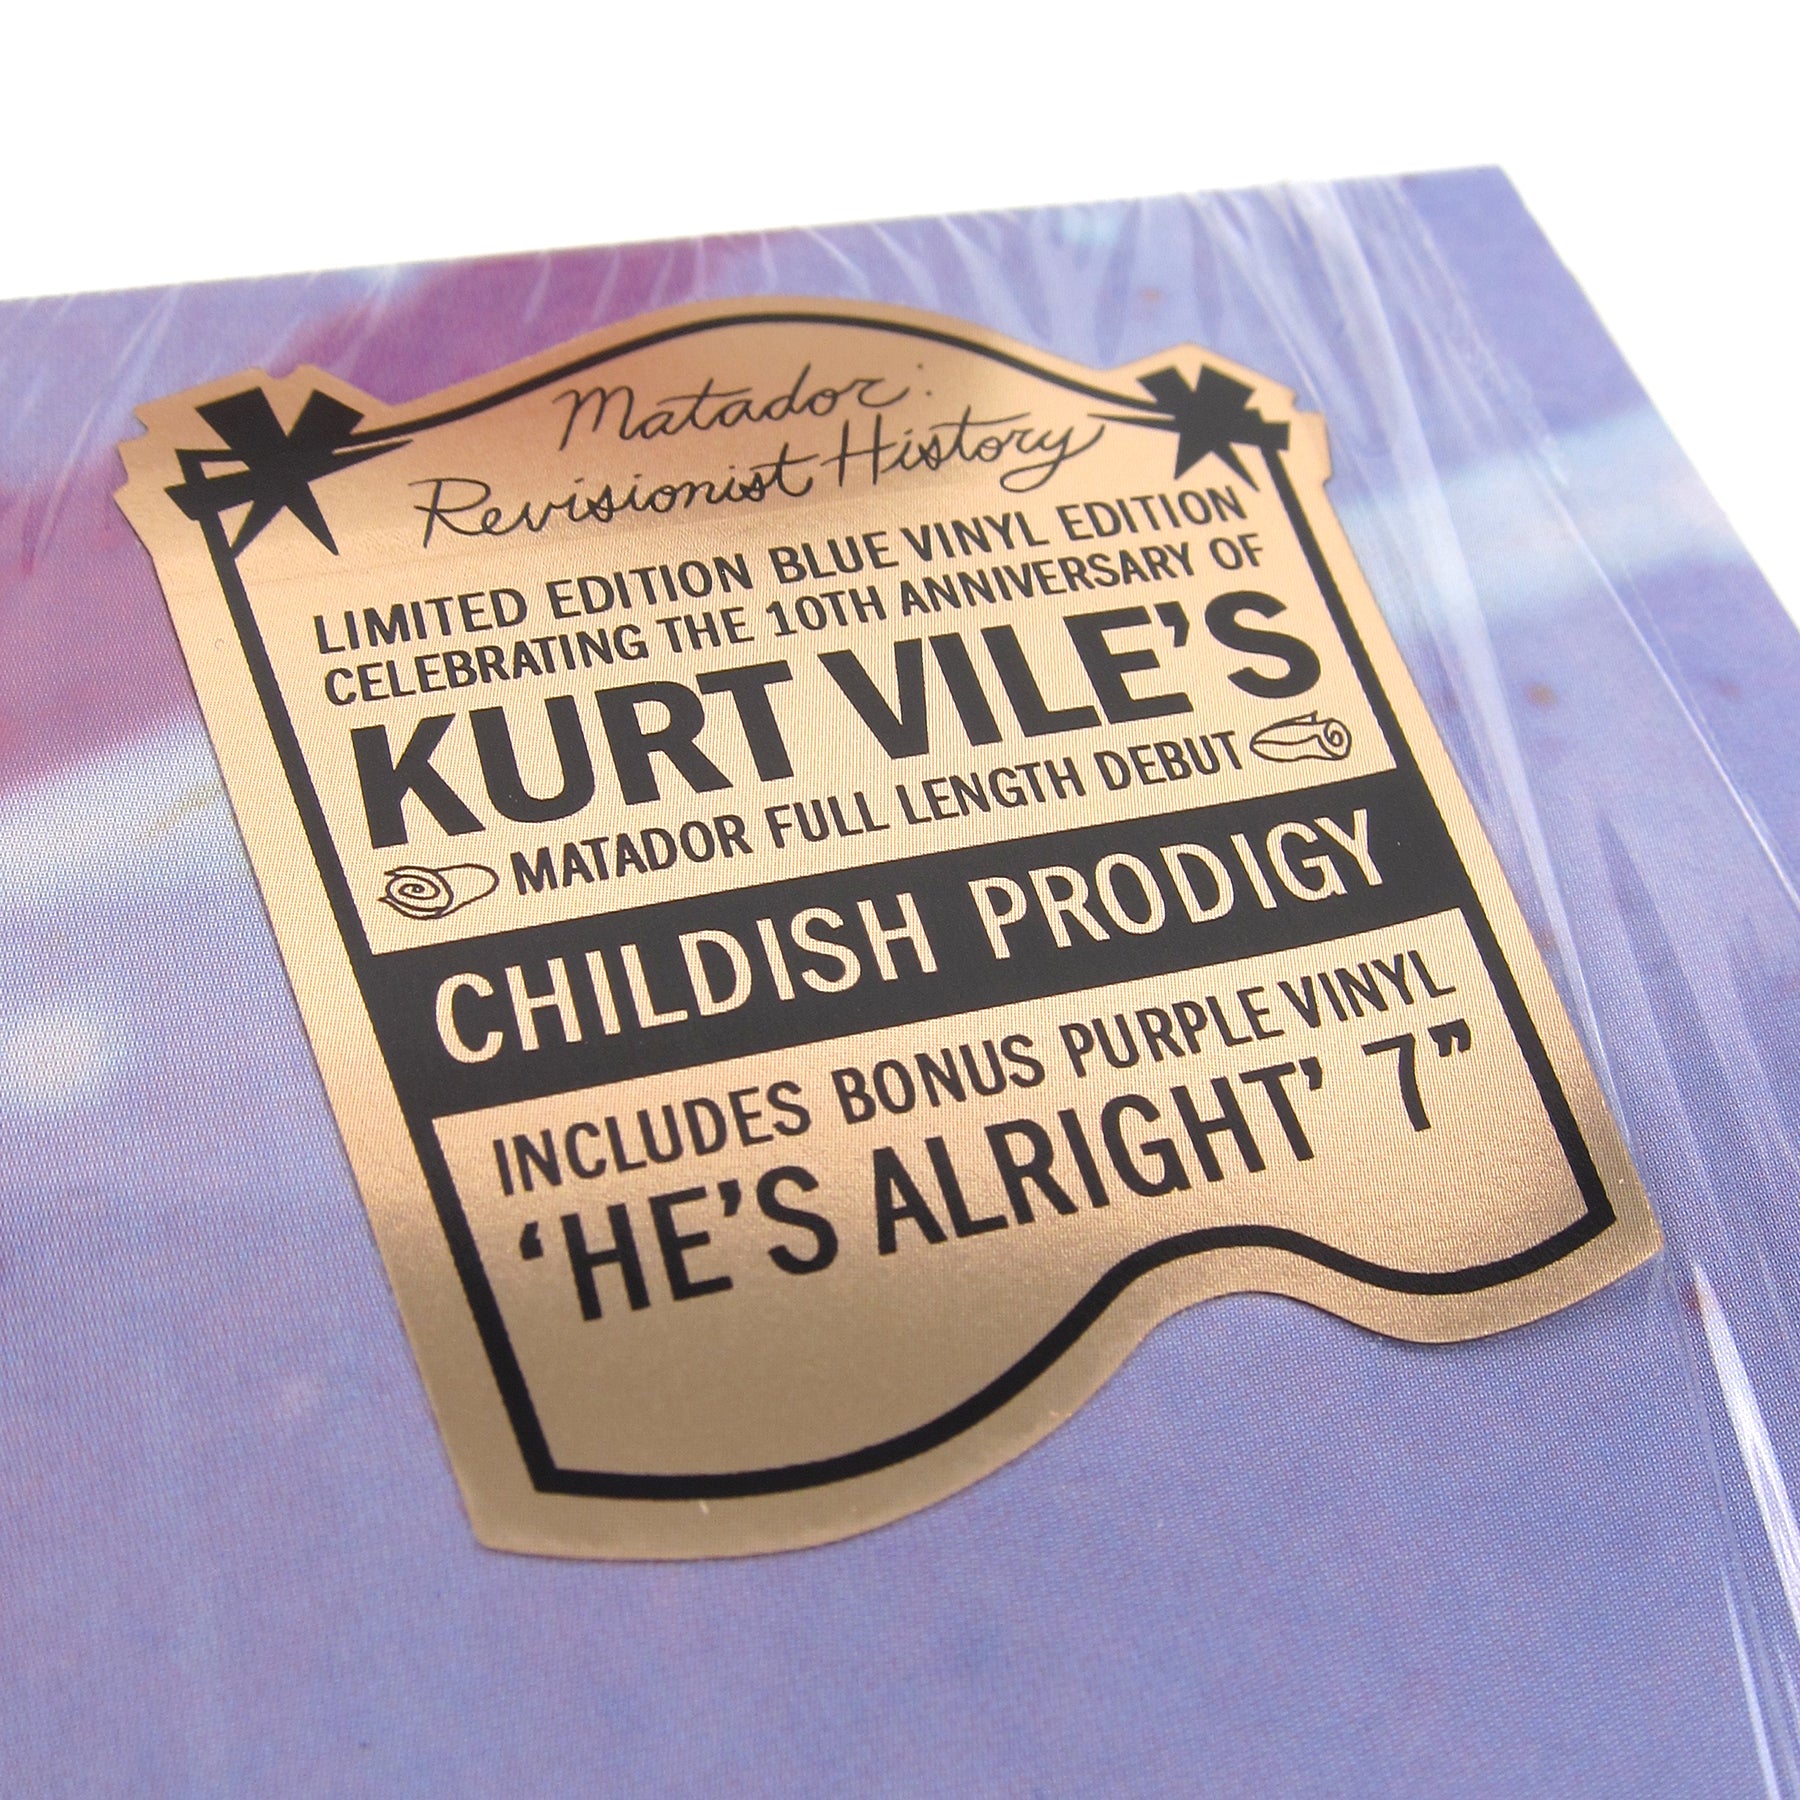 Matador:
Revisionist History
LIMITED EDITION BLUE VINYL EDITION
CELEBRATING THE 10TH ANNIVERSARY OF
KURT VILE’S
MATADOR FULL LENGTH DEBUT
CHILDISH PRODIGY
INCLUDES BONUS PURPLE VINYL
‘HE’S ALRIGHT’ 7”